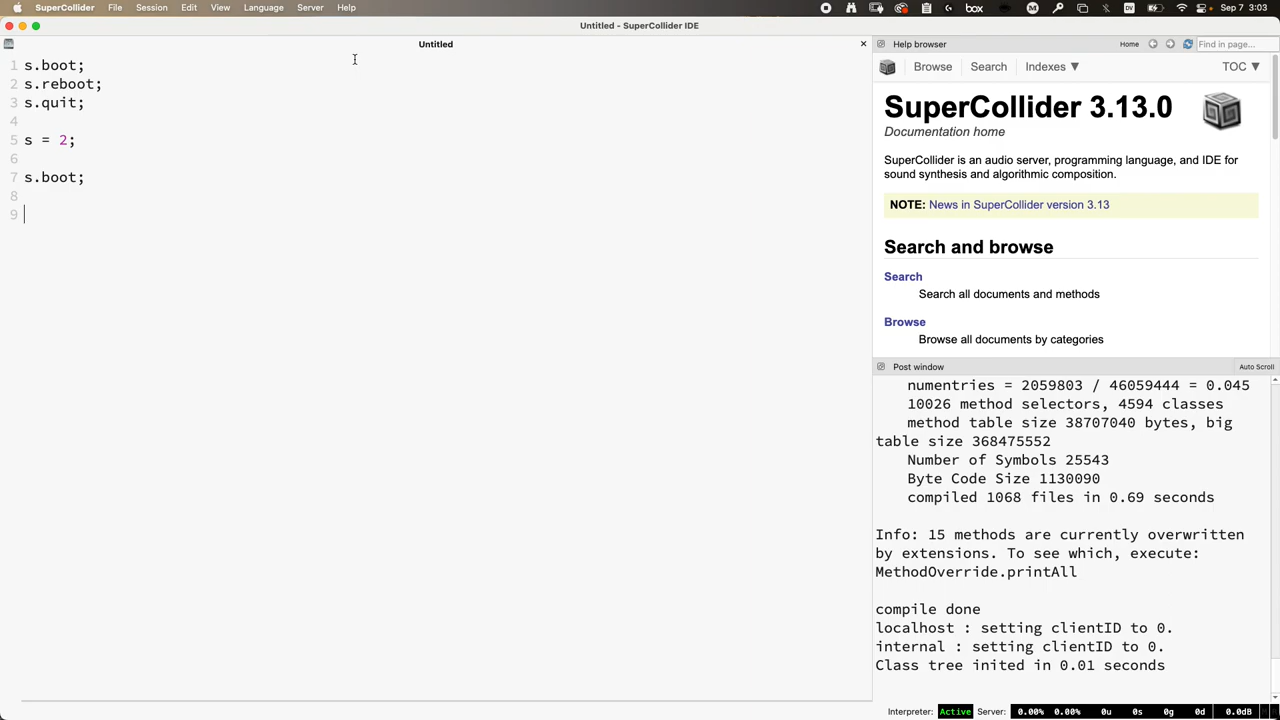 SuperCollider File Session Edit View Language Server Help
box
DV
Sep 7 3:03
Untitled - SuperCollider IDE
Untitled
1 s.boot;
2 s.reboot;
3 s.quit;
4
5 s = 2;
6
7 s.boot;
8
9
Help browser Home Find in page...
Browse Search Indexes ▼ TOC ▼
SuperCollider 3.13.0
Documentation home
SuperCollider is an audio server, programming language, and IDE for
sound synthesis and algorithmic composition.
NOTE: News in SuperCollider version 3.13
Search and browse
Search
Search all documents and methods
Browse
Browse all documents by categories
Post window Auto Scroll
numentries = 2059803 / 46059444 = 0.045
10026 method selectors, 4594 classes
method table size 38707040 bytes, big
table size 368475552
Number of Symbols 25543
Byte Code Size 1130090
compiled 1068 files in 0.69 seconds
Info: 15 methods are currently overwritten
by extensions. To see which, execute:
MethodOverride.printAll
compile done
localhost : setting clientID to 0.
internal : setting clientID to 0.
Class tree inited in 0.01 seconds
Interpreter: Active Server: 0.00% 0.00% 0u 0s 0g 0d 0.0dB